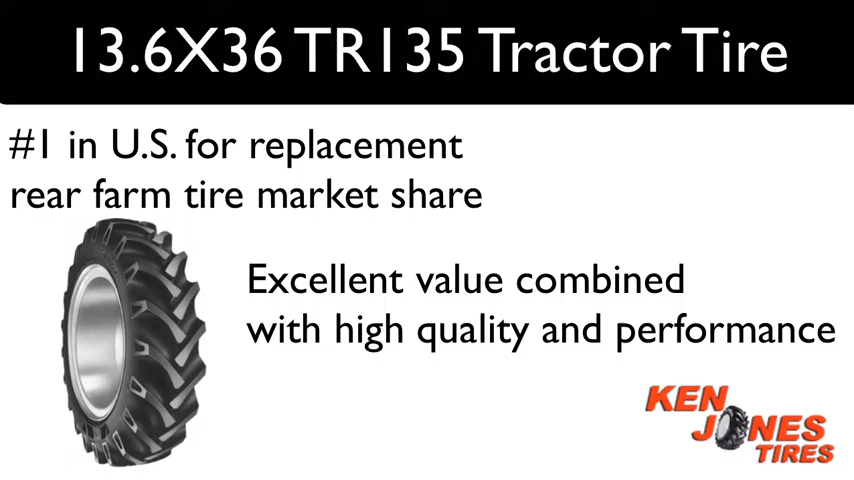 13.6X36 TR135 Tractor Tire
#1 in U.S. for replacement
rear farm tire market share
Excellent value combined
with high quality and performance
KEN
JONES
TIRES